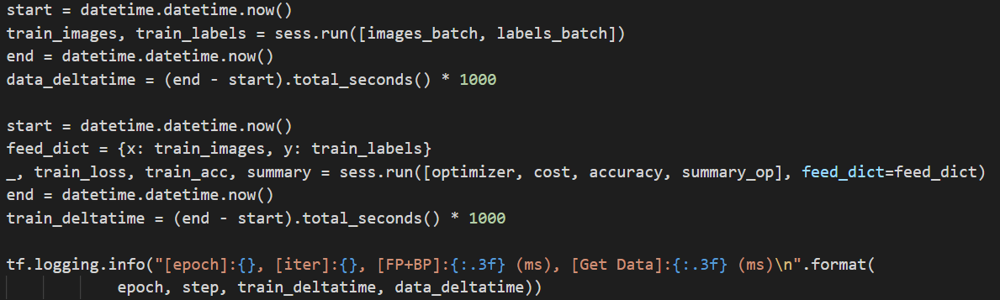 start = datetime.datetime.now()
train_images, train_labels = sess.run([images_batch, labels_batch])
end = datetime.datetime.now()
data_deltatime = (end - start).total_seconds() * 1000
start = datetime.datetime.now()
feed_dict = {x: train_images, y: train_labels}
_, train_loss, train_acc, summary = sess.run([optimizer, cost, accuracy, summary_op], feed_dict=feed_dict)
end = datetime.datetime.now()
train_deltatime = (end - start).total_seconds() * 1000
tf.logging.info("[epoch]:{}, [iter]:{}, [FP+BP]:{:.3f} (ms), [Get Data]:{:.3f} (ms)\n".format(
epoch, step, train_deltatime, data_deltatime))